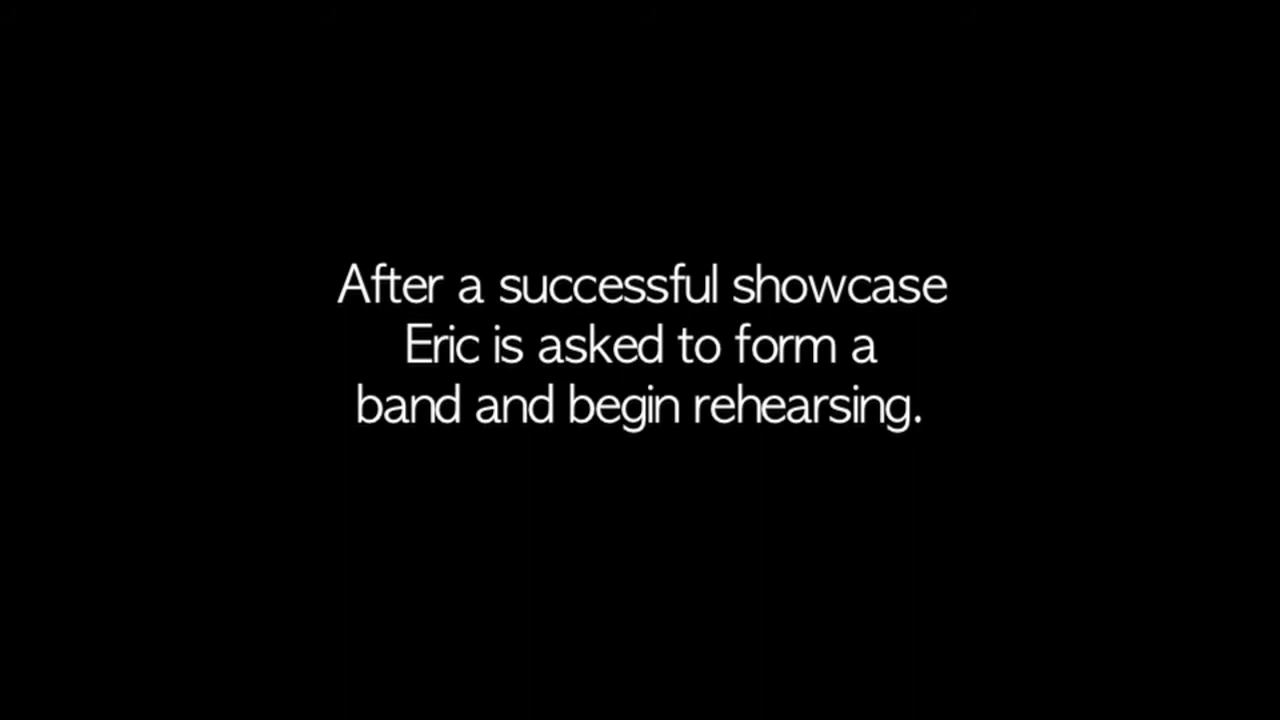 After a successful showcase
Eric is asked to form a
band and begin rehearsing.